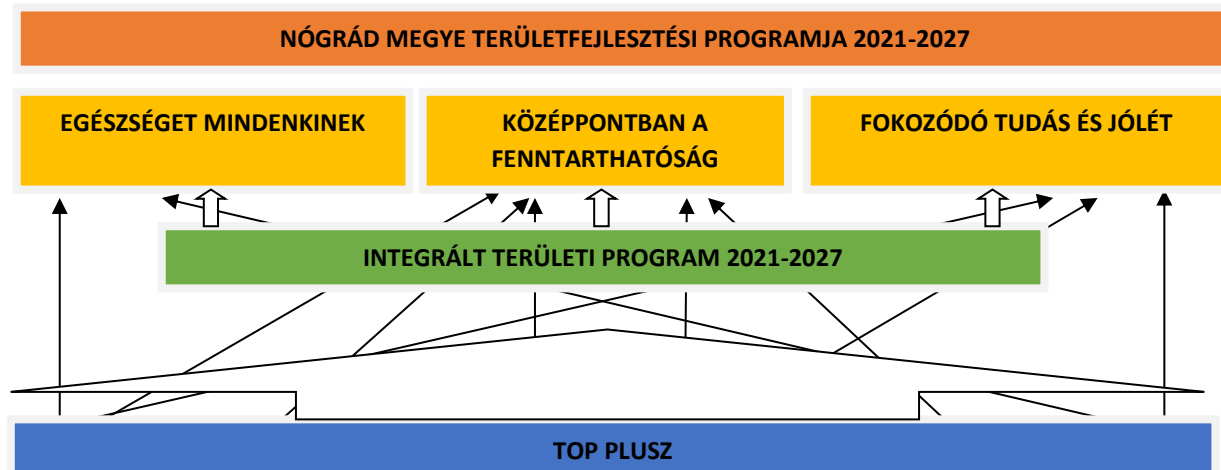 NÓGRÁD MEGYE TERÜLETFEJLESZTÉSI PROGRAMJA 2021-2027
EGÉSZSÉGET MINDENKINEK
KÖZÉPPONTBAN A
FENNTARTHATÓSÁG
FOKOZÓDÓ TUDÁS ÉS JÓLÉT
INTEGRÁLT TERÜLETI PROGRAM 2021-2027
TOP PLUSZ